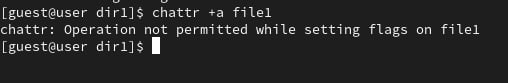 [guest@user dir1]$ chattr +a file1
chattr: Operation not permitted while setting flags on file1
[guest@user dir1]$